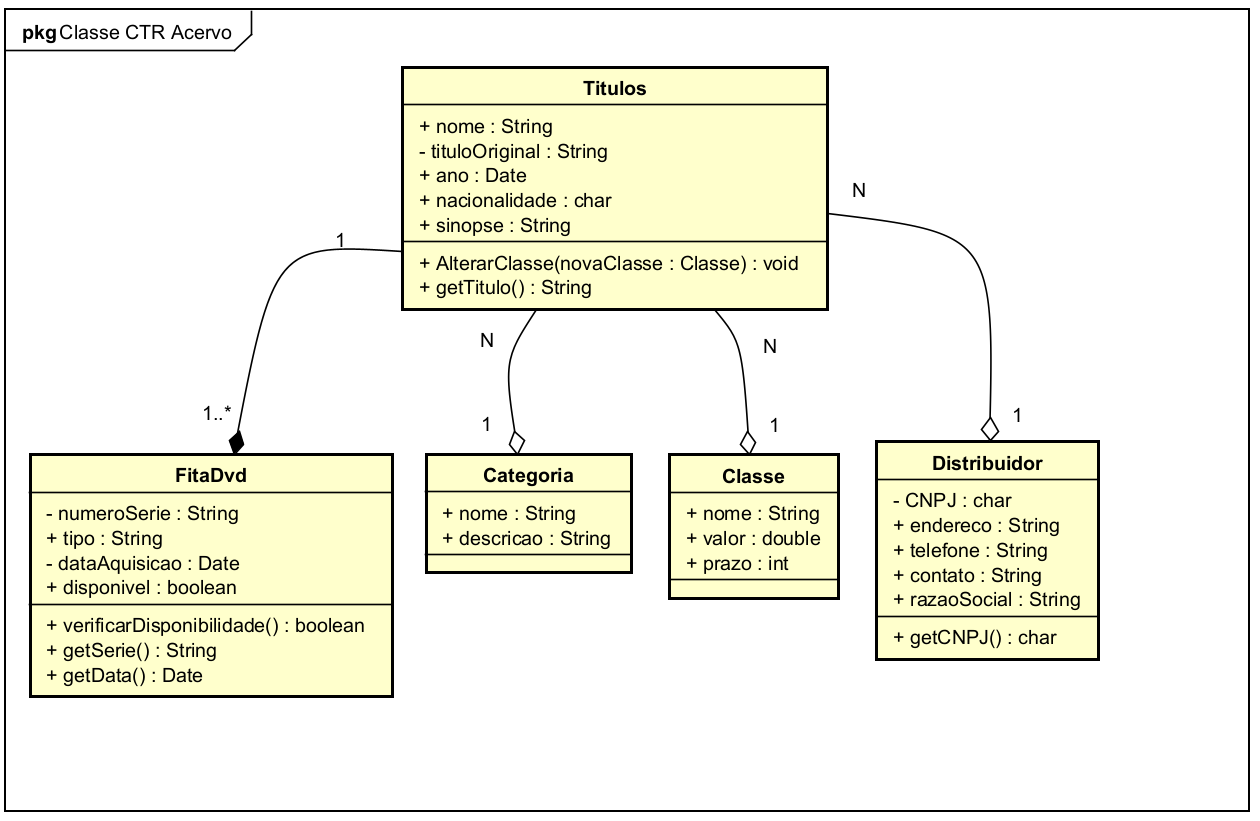 pkg Classe CTR Acervo
Titulos
+ nome : String
- tituloOriginal : String
+ ano : Date
+ nacionalidade : char
+ sinopse : String
+ AlterarClasse(novaClasse : Classe) : void
+ getTitulo() : String
N
1
N
N
1..*
1
1
1
FitaDvd
- numeroSerie : String
+ tipo : String
- dataAquisicao : Date
+ disponivel : boolean
+ verificarDisponibilidade() : boolean
+ getSerie() : String
+ getData() : Date
Categoria
+ nome : String
+ descricao : String
Classe
+ nome : String
+ valor : double
+ prazo : int
Distribuidor
- CNPJ : char
+ endereco : String
+ telefone : String
+ contato : String
+ razaoSocial : String
+ getCNPJ() : char